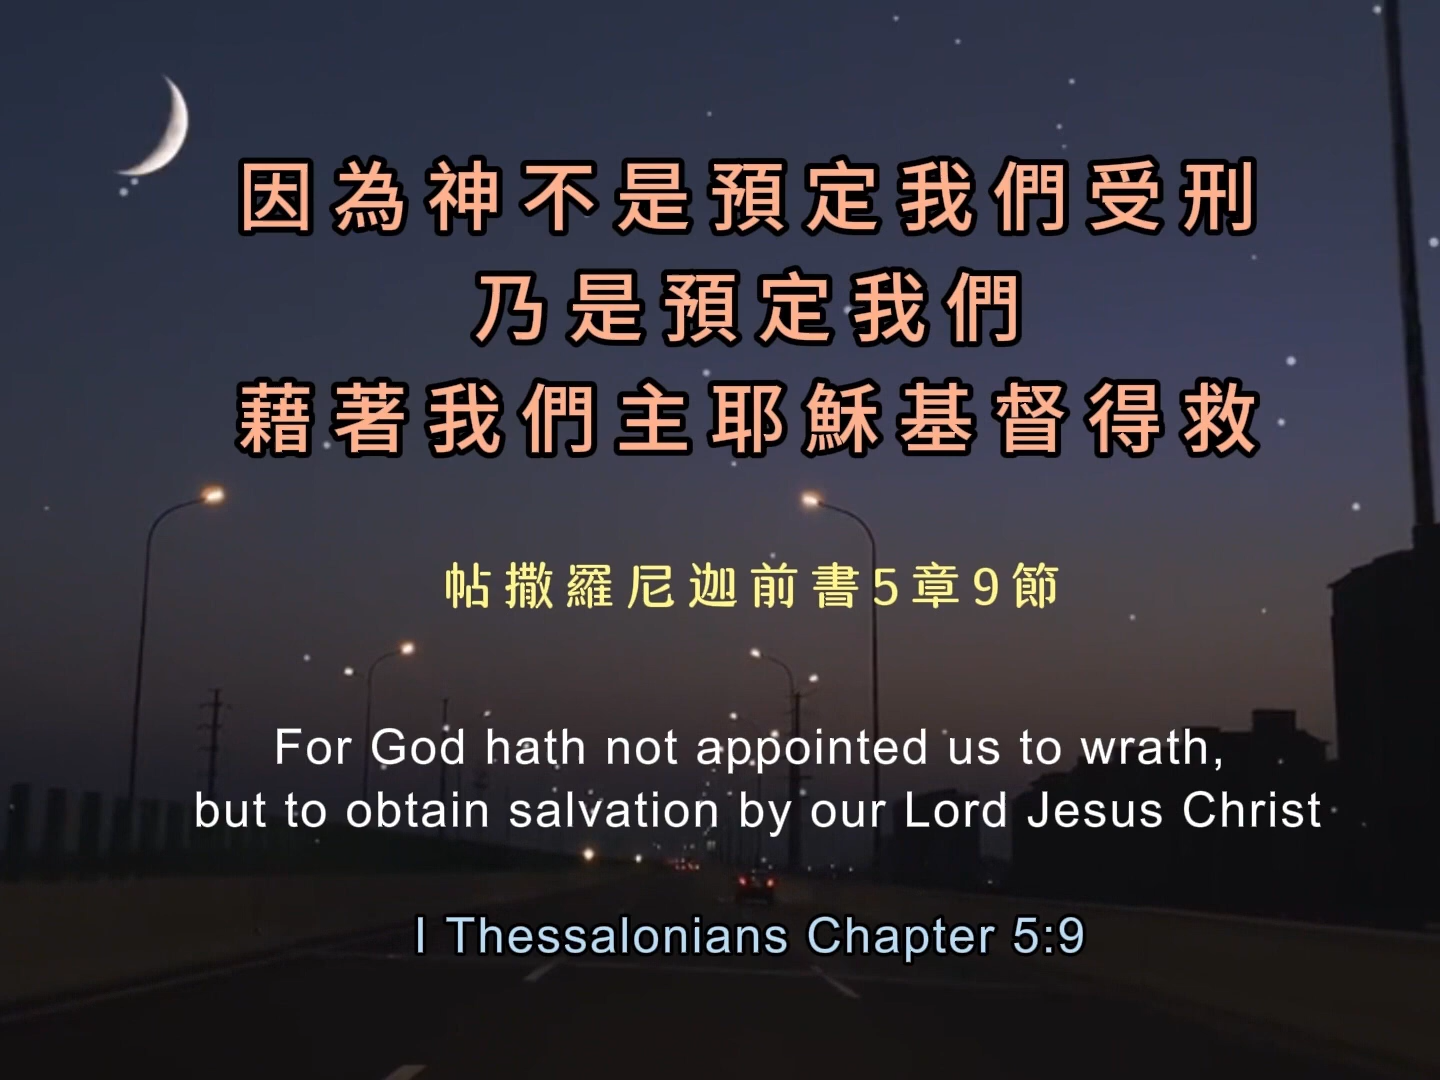 因為神不是預定我們受刑
乃是預定我們
藉著我們主耶穌基督得救
帖撒羅尼迦前書5章9節
For God hath not appointed us to wrath,
but to obtain salvation by our Lord Jesus Christ
I Thessalonians Chapter 5:9